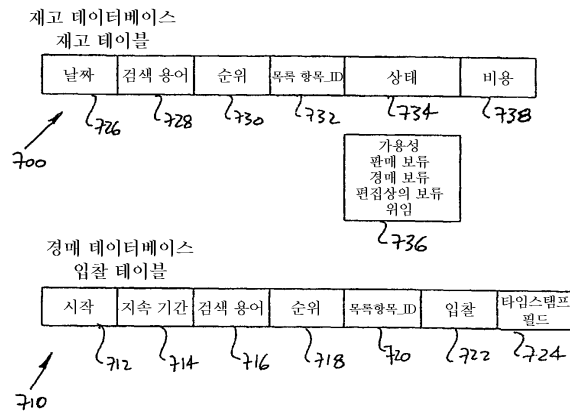 재고 데이터베이스
재고 테이블
날짜 검색 용어 순위 목록 항목_ID 상태 비용
726 728 730 732 734 738
700
가용성
판매 보류
경매 보류
편집상의 보류
위임
736
경매 데이터베이스
입찰 테이블
시작 지속 기간 검색 용어 순위 목록항목_ID 입찰 타임스탬프
필드
712 714 716 718 720 722 724
710